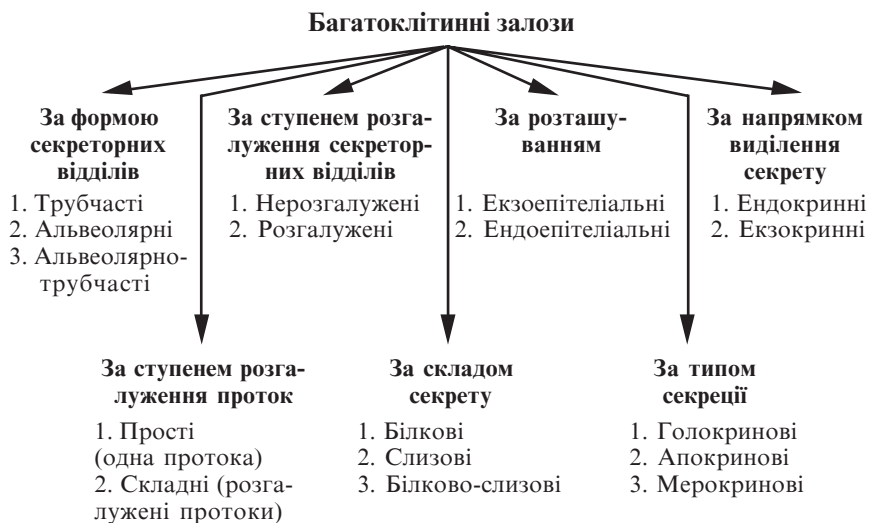 Багатоклітинні залози
За формою
секреторних
відділів
1. Трубчасті
2. Альвеолярні
3. Альвеолярно-
трубчасті
За ступенем розга-
луження секретор-
них відділів
1. Нерозгалужені
2. Розгалужені
За розташу-
ванням
1. Екзоепітеліальні
2. Ендоепітеліальні
За напрямком
виділення
секрету
1. Ендокринні
2. Екзокринні
За ступенем розга-
луження проток
1. Прості
(одна протока)
2. Складні (розга-
лужені протоки)
За складом
секрету
1. Білкові
2. Слизові
3. Білково-слизові
За типом
секреції
1. Голокринові
2. Апокринові
3. Мерокринові